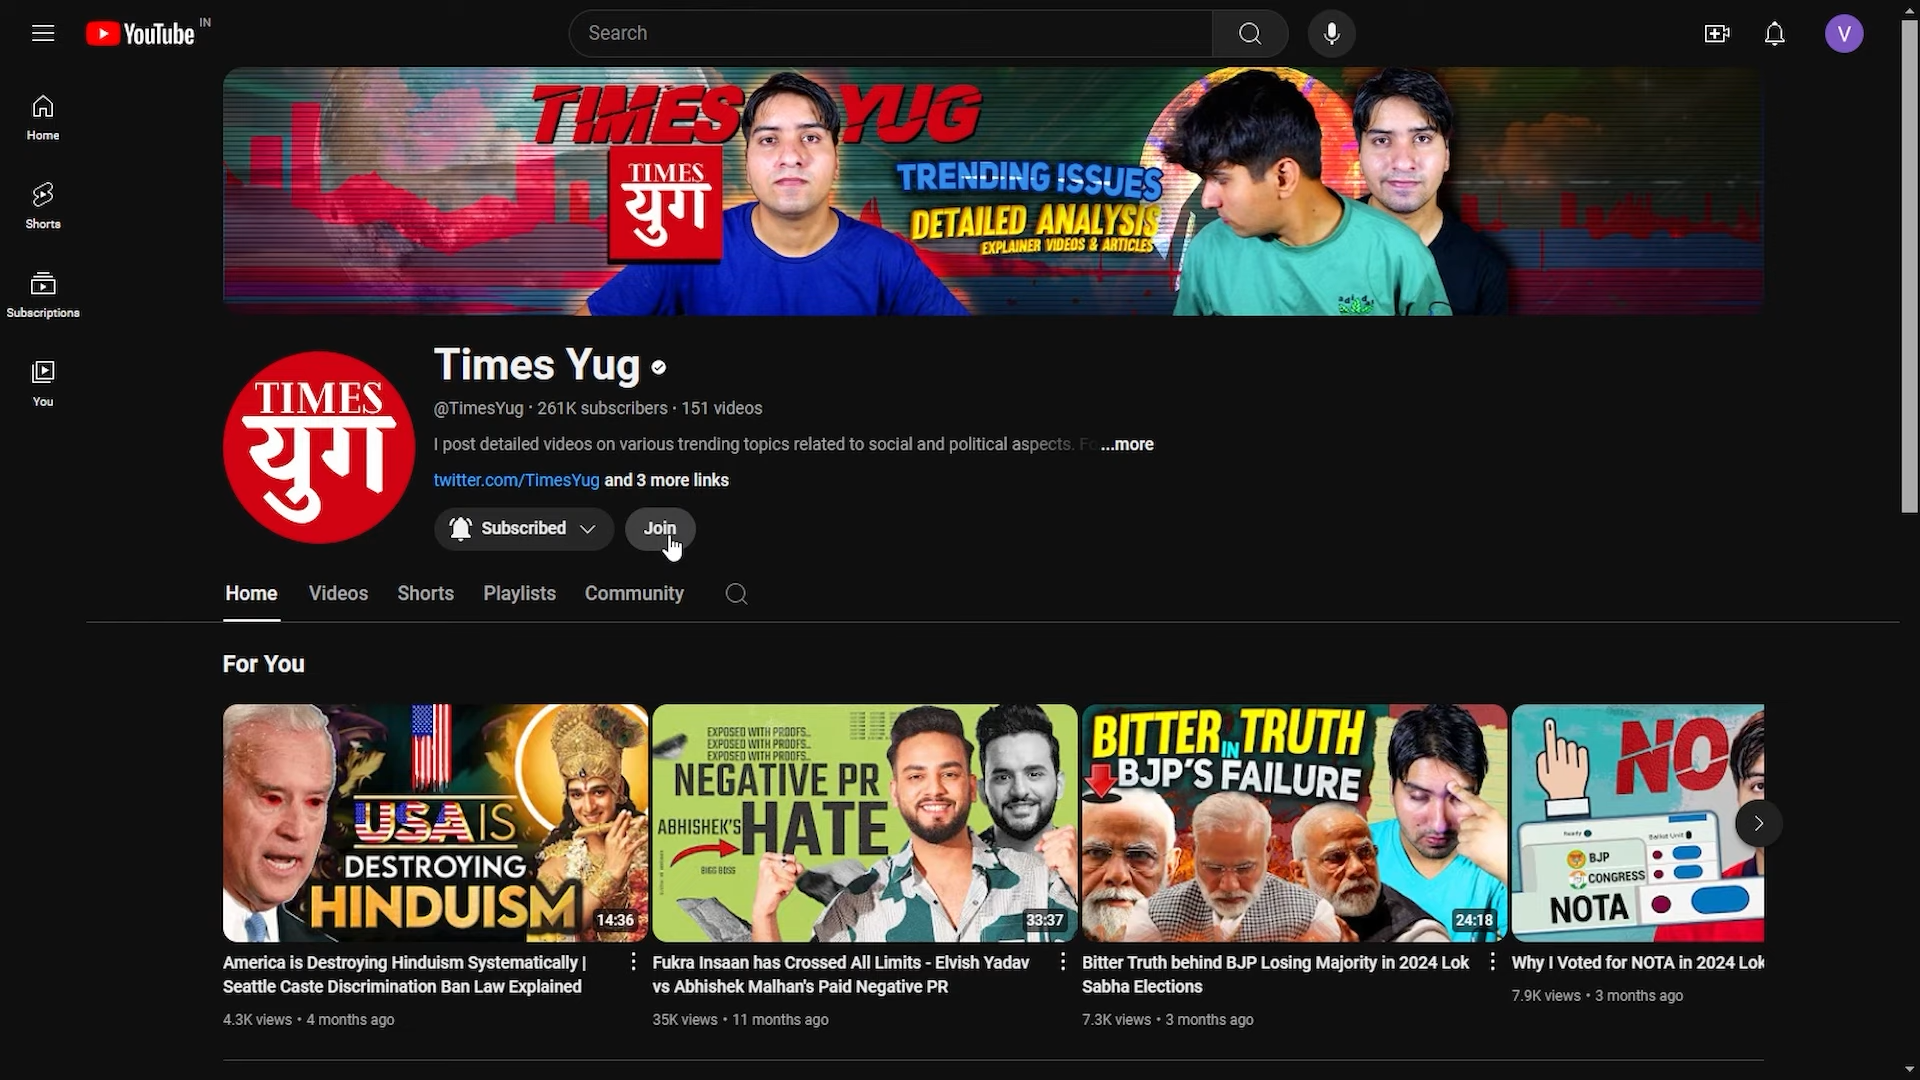 YouTube IN
Search
V
Home
Shorts
Subscriptions
You
TIMES YUG
TIMES
युग
TRENDING ISSUES
DETAILED ANALYSIS
EXPLAINER VIDEOS & ARTICLES
adidas
TIMES
युग
Times Yug
@TimesYug · 261K subscribers · 151 videos
I post detailed videos on various trending topics related to social and political aspects. Fo ...more
twitter.com/TimesYug and 3 more links
Subscribed
Join
Home
Videos
Shorts
Playlists
Community
For You
USA IS
DESTROYING
HINDUISM
14:36
EXPOSED WITH PROOFS..
EXPOSED WITH PROOFS..
EXPOSED WITH PROOFS..
NEGATIVE PR
ABHISHEK'S HATE
BIGG BOSS
33:37
BITTER TRUTH
IN
BJP'S FAILURE
24:18
NO
Ready
Ballot Unit
BJP
CONGRESS
NOTA
America is Destroying Hinduism Systematically |
Seattle Caste Discrimination Ban Law Explained
4.3K views • 4 months ago
Fukra Insaan has Crossed All Limits - Elvish Yadav
vs Abhishek Malhan's Paid Negative PR
35K views • 11 months ago
Bitter Truth behind BJP Losing Majority in 2024 Lok
Sabha Elections
7.3K views • 3 months ago
Why I Voted for NOTA in 2024 Lok
7.9K views • 3 months ago